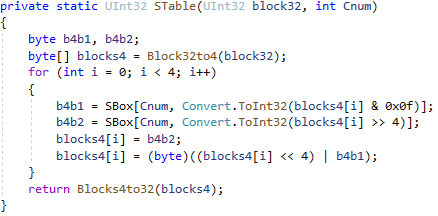 private static UInt32 STable(UInt32 block32, int Cnum)
{
byte b4b1, b4b2;
byte[] blocks4 = Block32to4(block32);
for (int i = 0; i < 4; i++)
{
b4b1 = SBox[Cnum, Convert.ToInt32(blocks4[i] & 0x0f)];
b4b2 = SBox[Cnum, Convert.ToInt32(blocks4[i] >> 4)];
blocks4[i] = b4b2;
blocks4[i] = (byte)((blocks4[i] << 4) | b4b1);
}
return Blocks4to32(blocks4);
}